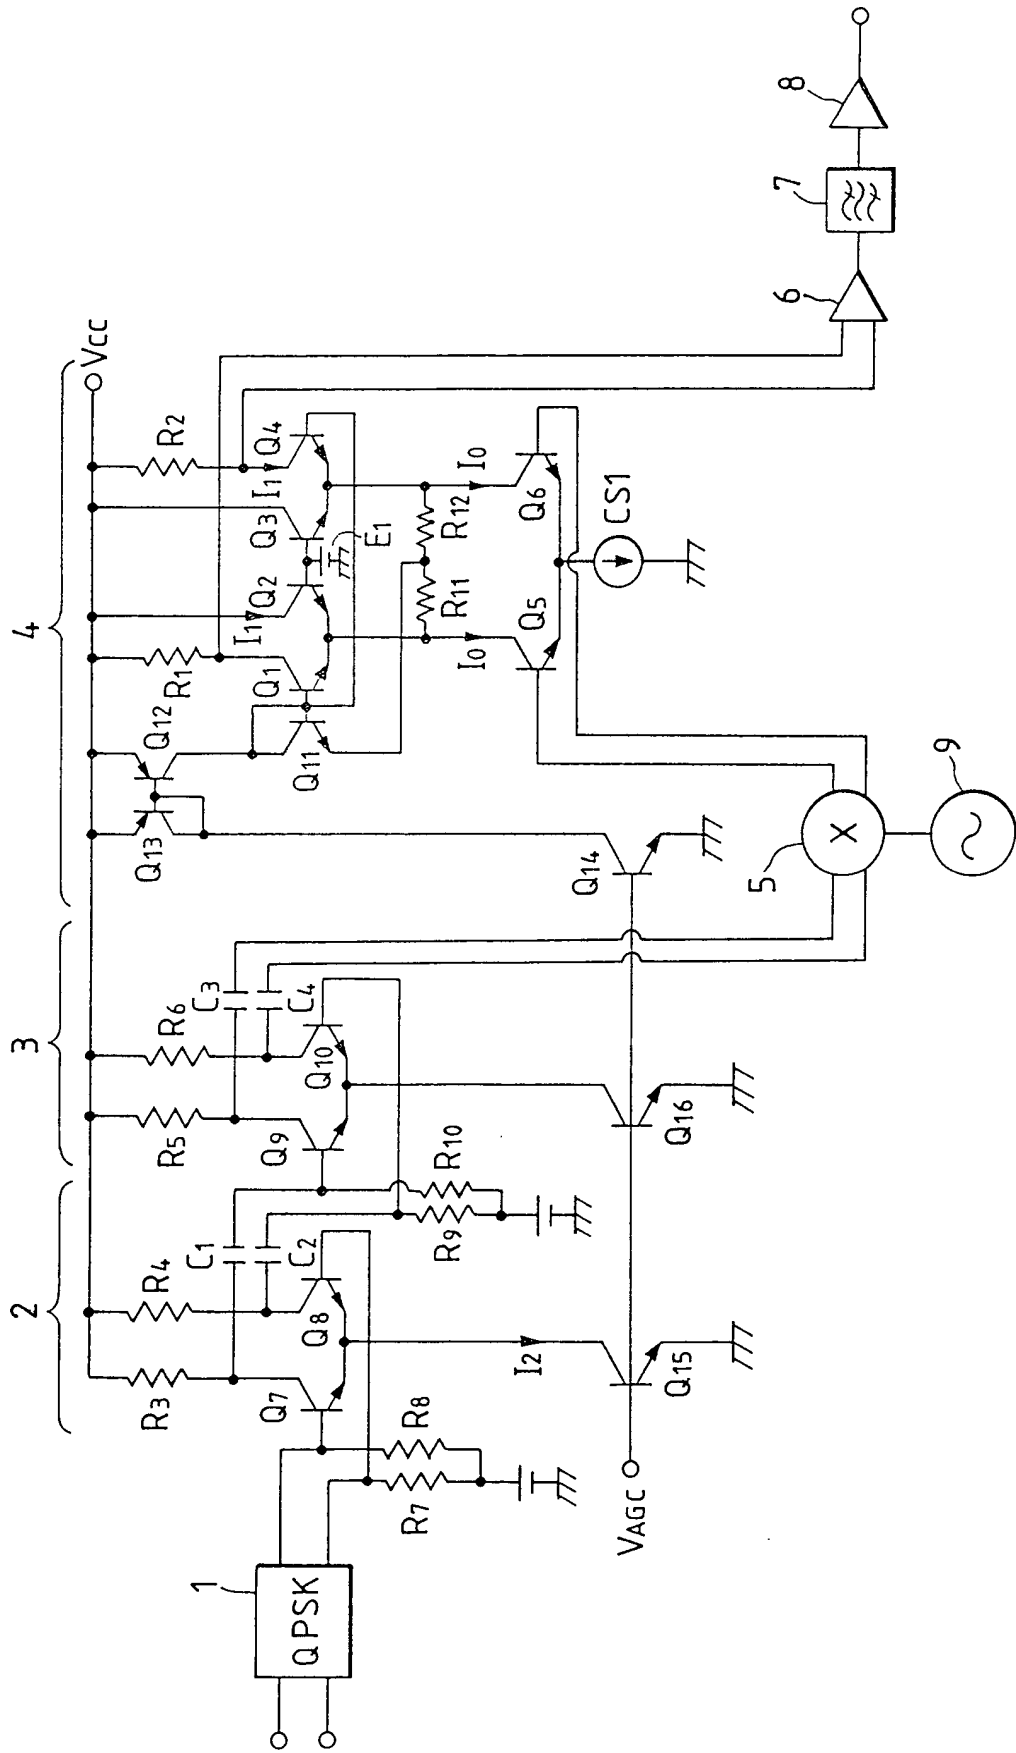 2
3
4
VCC
R3
R4
R5
R6
R1
R2
Q13
Q12
C1
C2
C3
C4
Q7
Q8
Q9
Q10
Q11
Q1
Q2
Q3
Q4
I1
I1
E1
R7
R8
R9
R10
R11
R12
I0
I0
Q5
Q6
CS1
1
QPSK
I2
VAGC
Q15
Q16
Q14
5
X
9
6
7
8